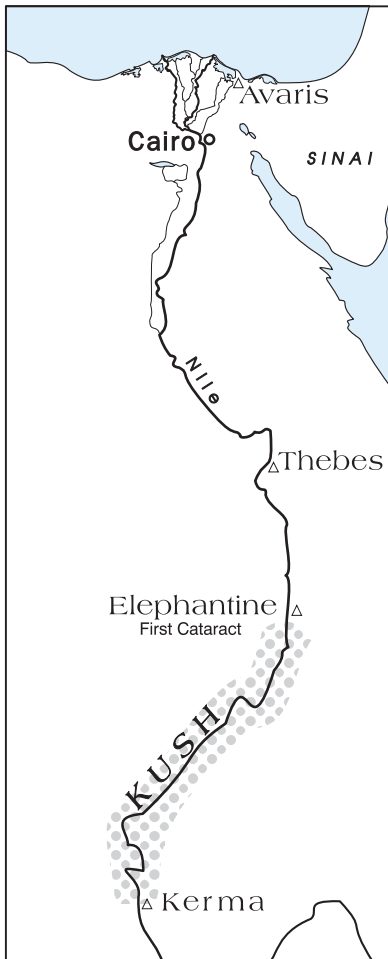 Avaris
Cairo
SINAI
Nile
Thebes
Elephantine
First Cataract
KUSH
Kerma